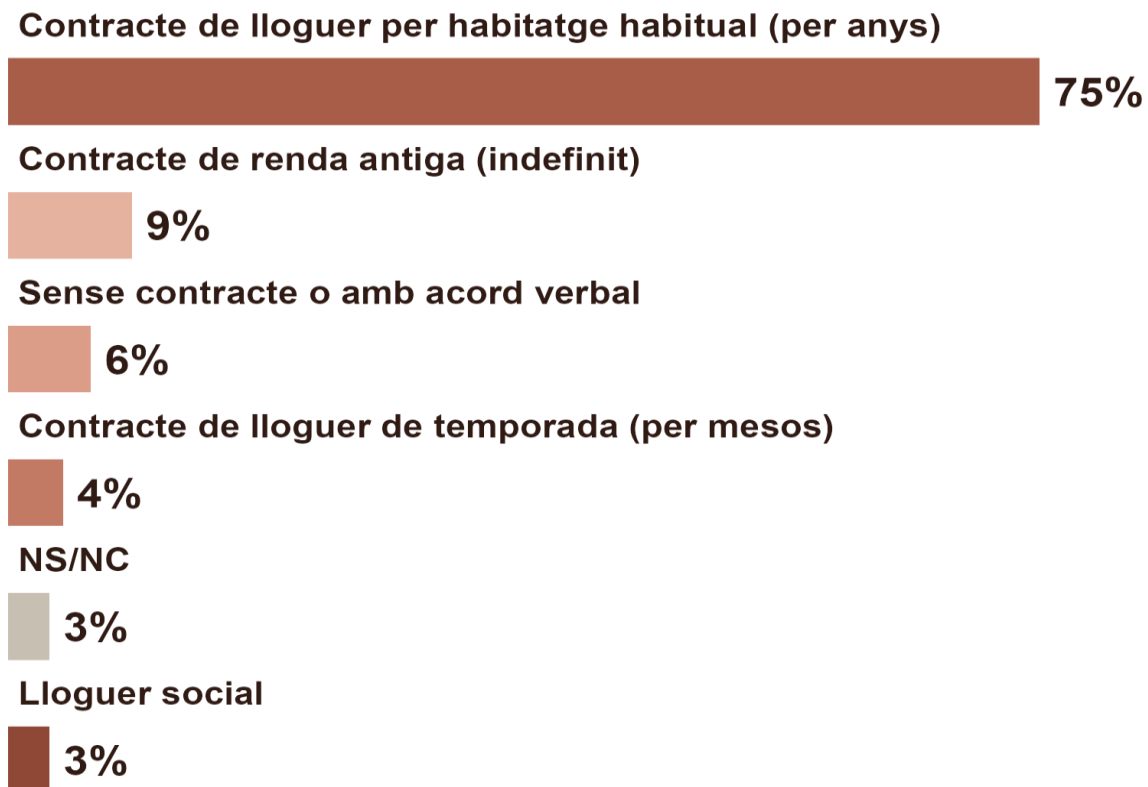 Contracte de lloguer per habitatge habitual (per anys)
75%
Contracte de renda antiga (indefinit)
9%
Sense contracte o amb acord verbal
6%
Contracte de lloguer de temporada (per mesos)
4%
NS/NC
3%
Lloguer social
3%